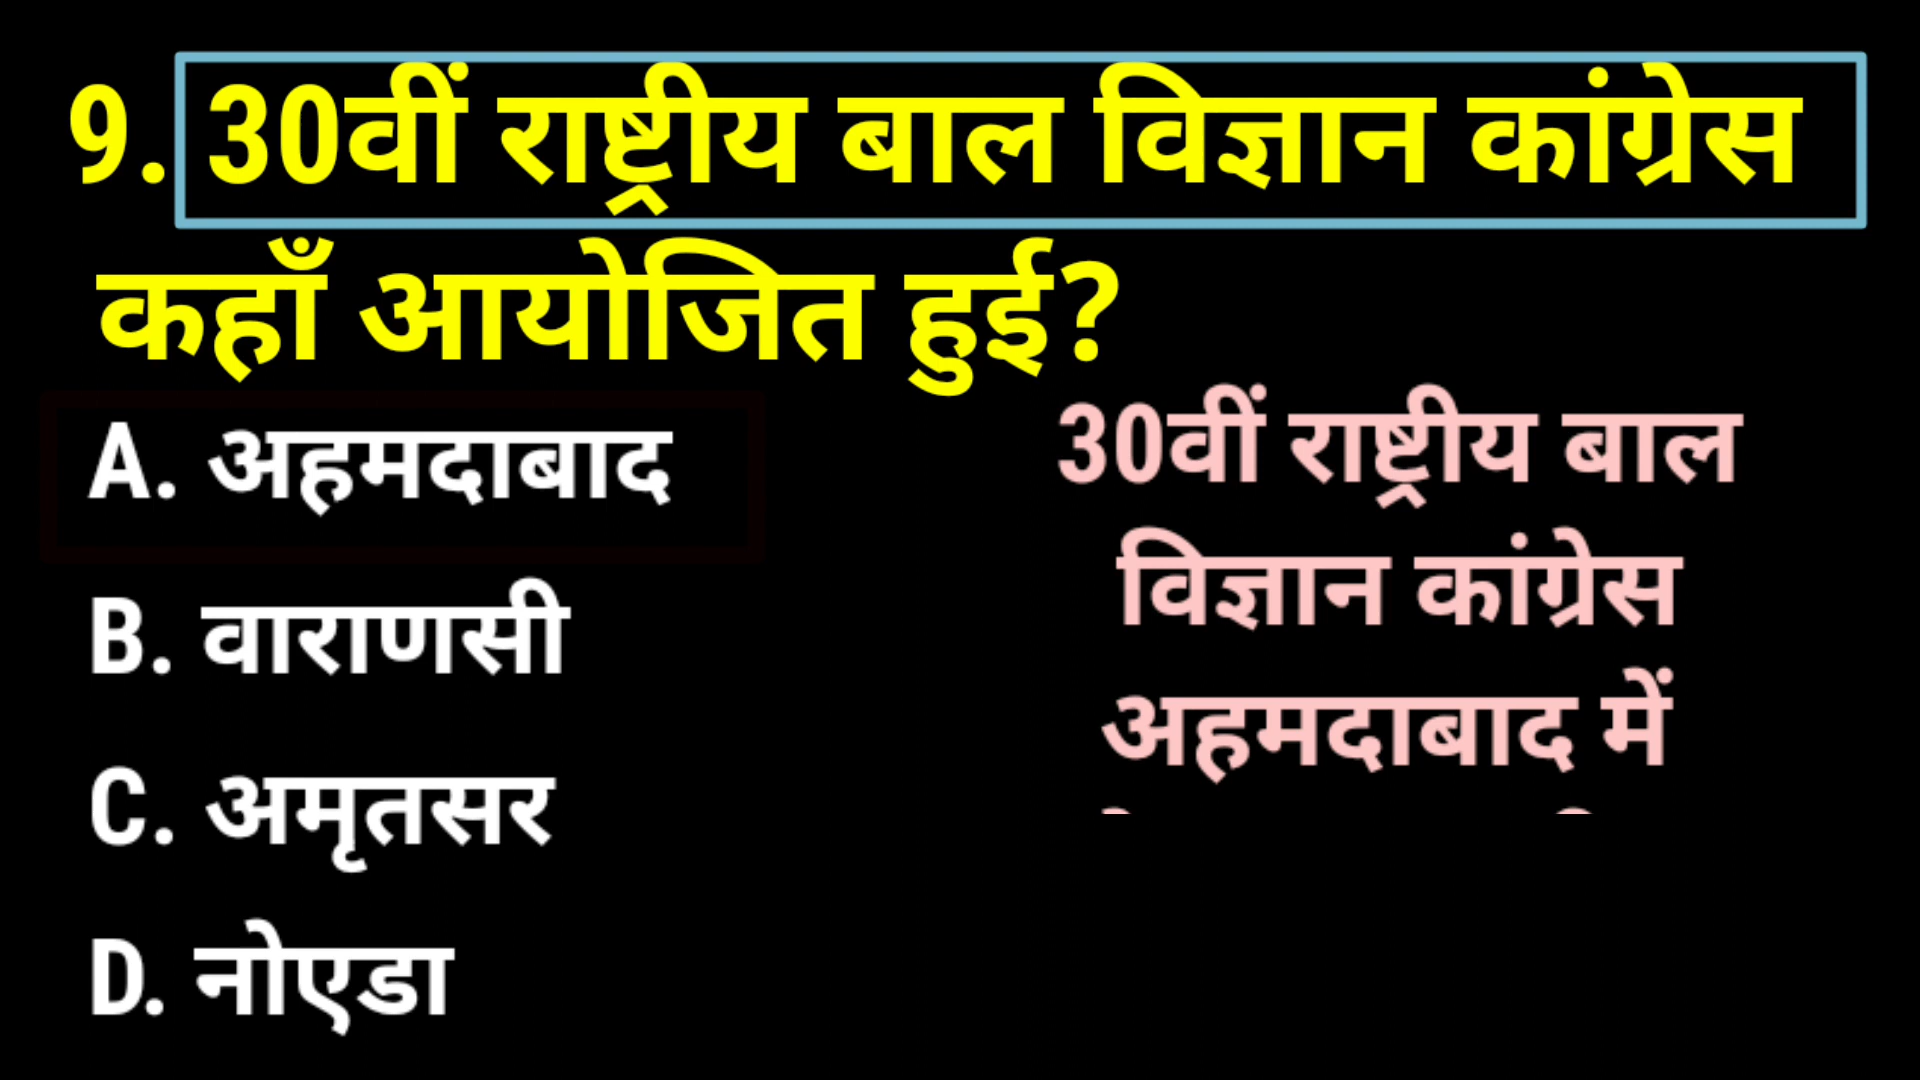 9. 30वीं राष्ट्रीय बाल विज्ञान कांग्रेस
कहाँ आयोजित हुई?
A. अहमदाबाद
B. वाराणसी
C. अमृतसर
D. नोएडा
30वीं राष्ट्रीय बाल
विज्ञान कांग्रेस
अहमदाबाद में